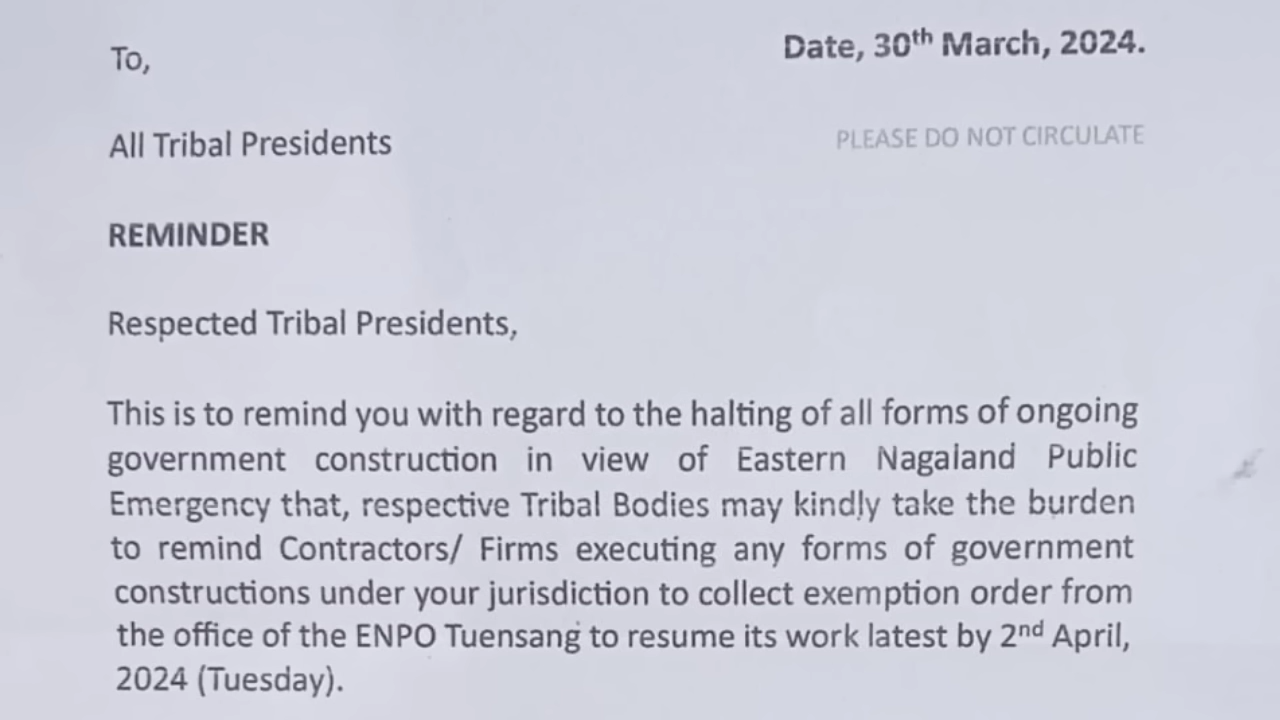 To,
Date, 30th March, 2024.
All Tribal Presidents
PLEASE DO NOT CIRCULATE
REMINDER
Respected Tribal Presidents,
This is to remind you with regard to the halting of all forms of ongoing
government construction in view of Eastern Nagaland Public
Emergency that, respective Tribal Bodies may kindly take the burden
to remind Contractors/ Firms executing any forms of government
constructions under your jurisdiction to collect exemption order from
the office of the ENPO Tuensang to resume its work latest by 2nd April,
2024 (Tuesday).